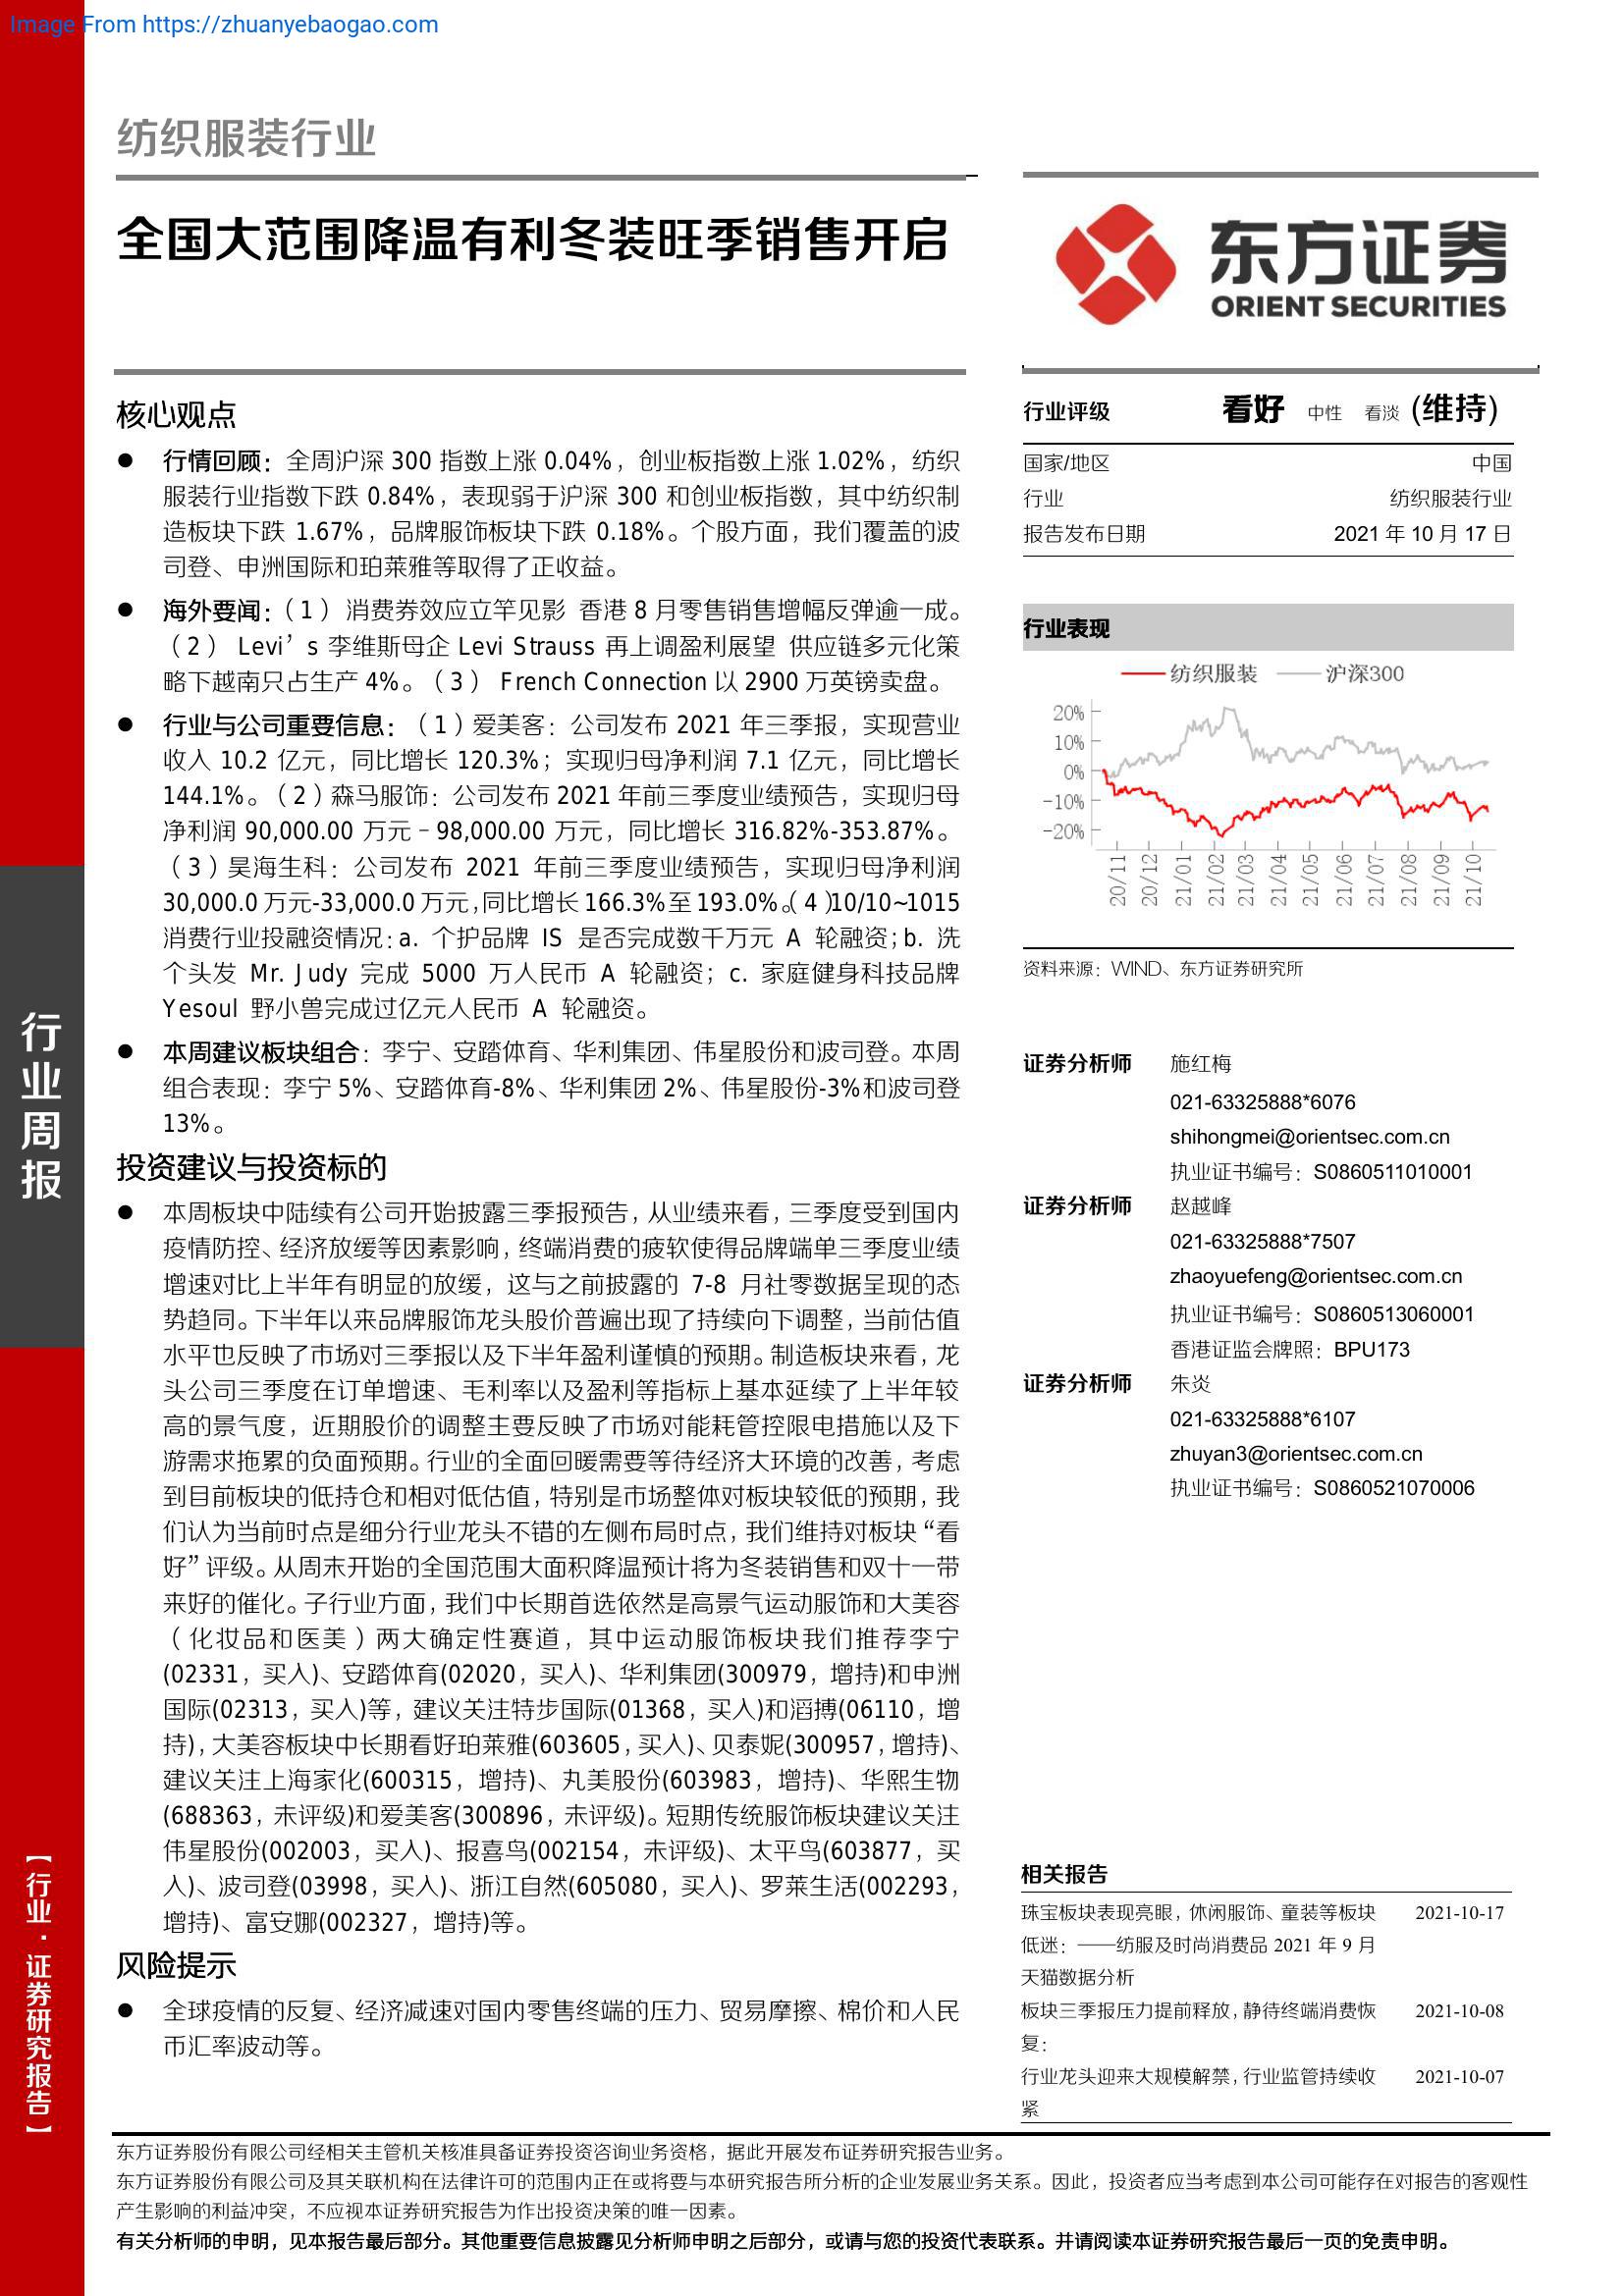 Image From https://zhuanyebaogao.com
纺织服装行业
全国大范围降温有利冬装旺季销售开启
东方证券
ORIENT SECURITIES
核心观点
● 行情回顾：全周沪深 300 指数上涨 0.04%，创业板指数上涨 1.02%，纺织
服装行业指数下跌 0.84%，表现弱于沪深 300 和创业板指数，其中纺织制
造板块下跌 1.67%，品牌服饰板块下跌 0.18%。个股方面，我们覆盖的波
司登、申洲国际和珀莱雅等取得了正收益。
● 海外要闻：（1）消费券效应立竿见影 香港 8 月零售销售增幅反弹逾一成。
（2） Levi’s 李维斯母企 Levi Strauss 再上调盈利展望 供应链多元化策
略下越南只占生产 4%。（3） French Connection 以 2900 万英镑卖盘。
● 行业与公司重要信息：（1）爱美客：公司发布 2021 年三季报，实现营业
收入 10.2 亿元，同比增长 120.3%；实现归母净利润 7.1 亿元，同比增长
144.1%。（2）森马服饰：公司发布 2021 年前三季度业绩预告，实现归母
净利润 90,000.00 万元–98,000.00 万元，同比增长 316.82%-353.87%。
（3）昊海生科：公司发布 2021 年前三季度业绩预告，实现归母净利润
30,000.0 万元-33,000.0 万元,同比增长 166.3%至 193.0%。（4）10/10~1015
消费行业投融资情况：a. 个护品牌 IS 是否完成数千万元 A 轮融资；b. 洗
个头发 Mr. Judy 完成 5000 万人民币 A 轮融资；c. 家庭健身科技品牌
Yesoul 野小兽完成过亿元人民币 A 轮融资。
● 本周建议板块组合：李宁、安踏体育、华利集团、伟星股份和波司登。本周
组合表现：李宁 5%、安踏体育-8%、华利集团 2%、伟星股份-3%和波司登
13%。
投资建议与投资标的
● 本周板块中陆续有公司开始披露三季报预告，从业绩来看，三季度受到国内
疫情防控、经济放缓等因素影响，终端消费的疲软使得品牌端单三季度业绩
增速对比上半年有明显的放缓，这与之前披露的 7-8 月社零数据呈现的态
势趋同。下半年以来品牌服饰龙头股价普遍出现了持续向下调整，当前估值
水平也反映了市场对三季报以及下半年盈利谨慎的预期。制造板块来看，龙
头公司三季度在订单增速、毛利率以及盈利等指标上基本延续了上半年较
高的景气度，近期股价的调整主要反映了市场对能耗管控限电措施以及下
游需求拖累的负面预期。行业的全面回暖需要等待经济大环境的改善，考虑
到目前板块的低持仓和相对低估值，特别是市场整体对板块较低的预期，我
们认为当前时点是细分行业龙头不错的左侧布局时点，我们维持对板块“看
好”评级。从周末开始的全国范围大面积降温预计将为冬装销售和双十一带
来好的催化。子行业方面，我们中长期首选依然是高景气运动服饰和大美容
（化妆品和医美）两大确定性赛道，其中运动服饰板块我们推荐李宁
(02331，买入)、安踏体育(02020，买入)、华利集团(300979，增持)和申洲
国际(02313，买入)等，建议关注特步国际(01368，买入)和滔搏(06110，增
持)，大美容板块中长期看好珀莱雅(603605，买入)、贝泰妮(300957，增持)、
建议关注上海家化(600315，增持)、丸美股份(603983，增持)、华熙生物
(688363，未评级)和爱美客(300896，未评级)。短期传统服饰板块建议关注
伟星股份(002003，买入)、报喜鸟(002154，未评级)、太平鸟(603877，买
入)、波司登(03998，买入)、浙江自然(605080，买入)、罗莱生活(002293，
增持)、富安娜(002327，增持)等。
风险提示
● 全球疫情的反复、经济减速对国内零售终端的压力、贸易摩擦、棉价和人民
币汇率波动等。
行业评级 看好 中性 看淡 (维持)
国家/地区 中国
行业 纺织服装行业
报告发布日期 2021 年 10 月 17 日
行业表现
纺织服装 沪深300
20%
10%
0%
-10%
-20%
20/11 20/12 21/01 21/02 21/03 21/04 21/05 21/06 21/07 21/08 21/09 21/10
资料来源：WIND、东方证券研究所
证券分析师 施红梅
021-63325888*6076
shihongmei@orientsec.com.cn
执业证书编号：S0860511010001
证券分析师 赵越峰
021-63325888*7507
zhaoyuefeng@orientsec.com.cn
执业证书编号：S0860513060001
香港证监会牌照：BPU173
证券分析师 朱炎
021-63325888*6107
zhuyan3@orientsec.com.cn
执业证书编号：S0860521070006
相关报告
珠宝板块表现亮眼，休闲服饰、童装等板块 2021-10-17
低迷：——纺服及时尚消费品 2021 年 9 月
天猫数据分析
板块三季报压力提前释放，静待终端消费恢 2021-10-08
复：
行业龙头迎来大规模解禁，行业监管持续收 2021-10-07
紧
行业周报
【行业·证券研究报告】
东方证券股份有限公司经相关主管机关核准具备证券投资咨询业务资格，据此开展发布证券研究报告业务。
东方证券股份有限公司及其关联机构在法律许可的范围内正在或将要与本研究报告所分析的企业发展业务关系。因此，投资者应当考虑到本公司可能存在对报告的客观性
产生影响的利益冲突，不应视本证券研究报告为作出投资决策的唯一因素。
有关分析师的申明，见本报告最后部分。其他重要信息披露见分析师申明之后部分，或请与您的投资代表联系。并请阅读本证券研究报告最后一页的免责申明。